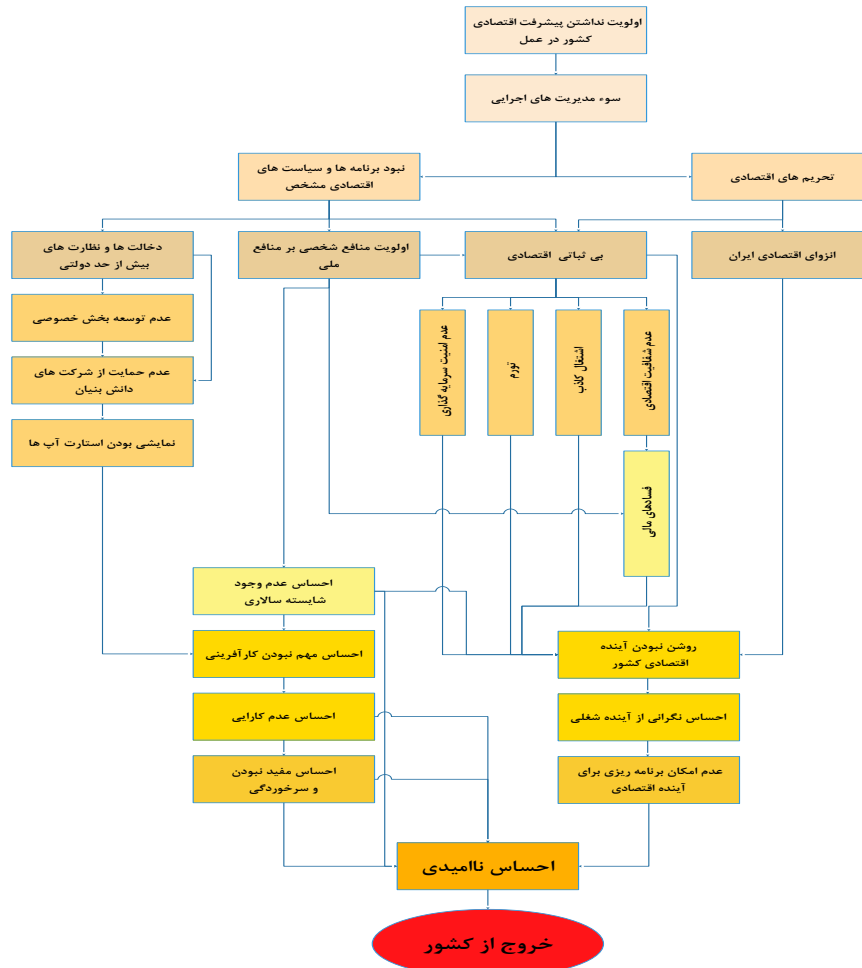 اولویت نداشتن پیشرفت اقتصادی
کشور در عمل
سوء مدیریت های اجرایی
تحریم های اقتصادی
نبود برنامه ها و سیاست های
اقتصادی مشخص
انزوای اقتصادی ایران
بی ثباتی اقتصادی
اولویت منافع شخصی بر منافع
ملی
دخالت ها و نظارت های
بیش از حد دولتی
عدم شفافیت اقتصادی
اشتغال کاذب
تورم
عدم امنیت سرمایه گذاری
عدم توسعه بخش خصوصی
عدم حمایت از شرکت های
دانش بنیان
نمایشی بودن استارت آپ ها
فسادهای مالی
احساس عدم وجود
شایسته سالاری
روشن نبودن آینده
اقتصادی کشور
احساس مهم نبودن کارآفرینی
احساس نگرانی از آینده شغلی
احساس عدم کارایی
عدم امکان برنامه ریزی برای
آینده اقتصادی
احساس مفید نبودن
و سرخوردگی
احساس ناامیدی
خروج از کشور